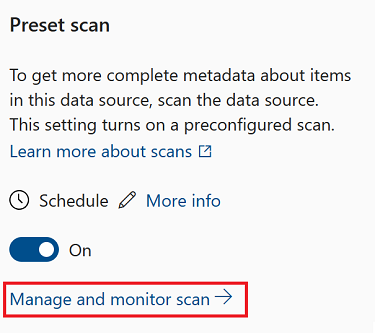 Preset scan
To get more complete metadata about items
in this data source, scan the data source.
This setting turns on a preconfigured scan.
Learn more about scans
Schedule More info
On
Manage and monitor scan